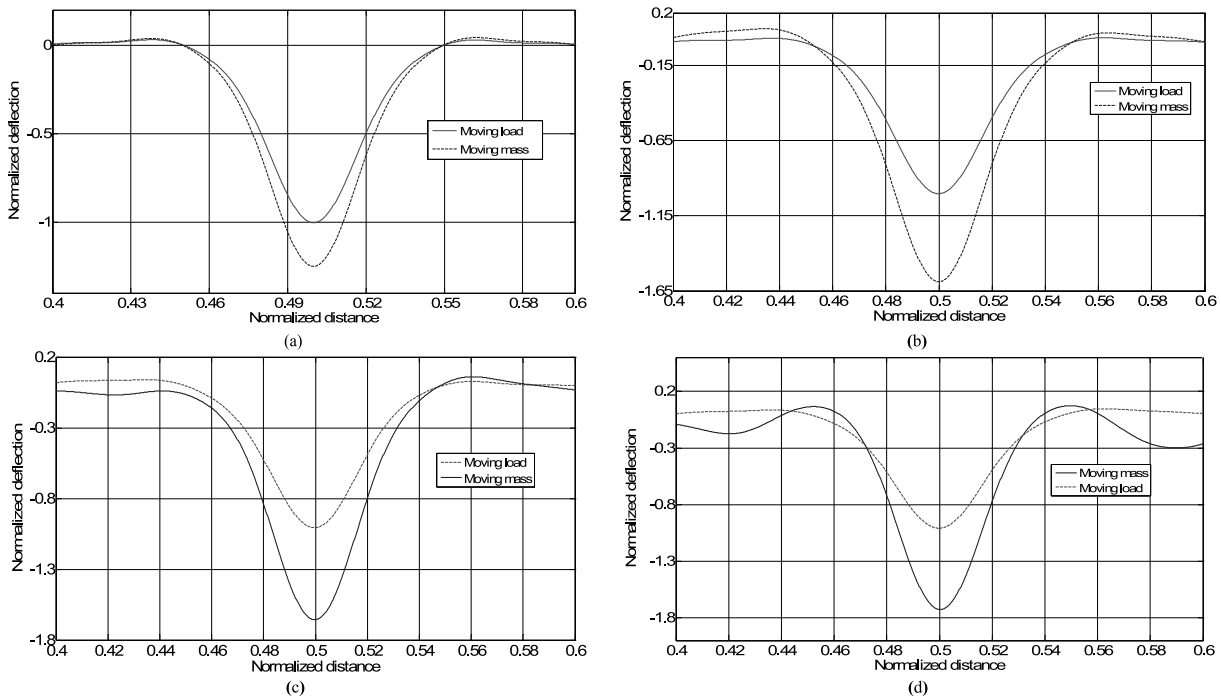 0
-0.5
-1
Normalized deflection
Moving load
Moving mass
0.4 0.43 0.46 0.49 0.52 0.55 0.6
Normalized distance
(a)
0.2
-0.15
-0.65
-1.15
-1.65
Normalized deflection
Moving load
Moving mass
0.4 0.42 0.44 0.46 0.48 0.5 0.52 0.54 0.56 0.58 0.6
Normalized distance
(b)
0.2
-0.3
-0.8
-1.3
-1.8
Normalized deflection
Moving load
Moving mass
0.4 0.42 0.44 0.46 0.48 0.5 0.52 0.54 0.56 0.58 0.6
Normalized distance
(c)
0.2
-0.3
-0.8
-1.3
-1.8
Normalized deflection
Moving mass
Moving load
0.4 0.42 0.44 0.46 0.48 0.5 0.52 0.54 0.56 0.58 0.6
Normalized distance
(d)